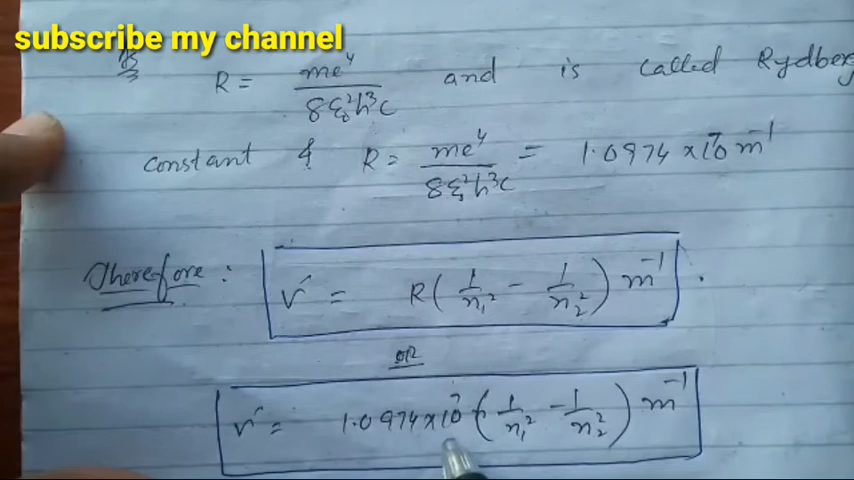 subscribe my channel
As
R = me⁴/8ε₀²h³c and is called Rydberg
constant & R = me⁴/8ε₀²h³c = 1.0974 × 10⁷ m⁻¹
Therefore : ν̄ = R(1/n₁² - 1/n₂²) m⁻¹.
OR
ν̄ = 1.0974 × 10⁷ (1/n₁² - 1/n₂²) m⁻¹